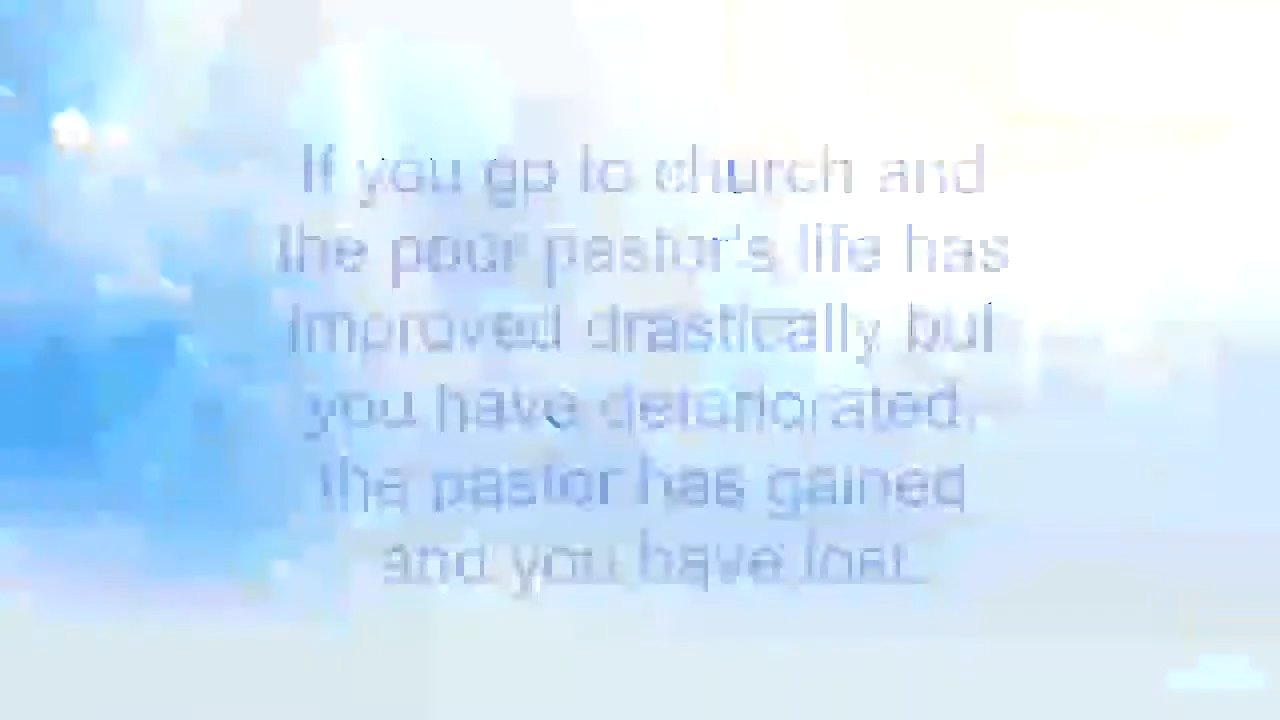 If you go to church and
the poor pastor's life has
improved drastically but
you have deteriorated,
the pastor has gained
and you have lost.